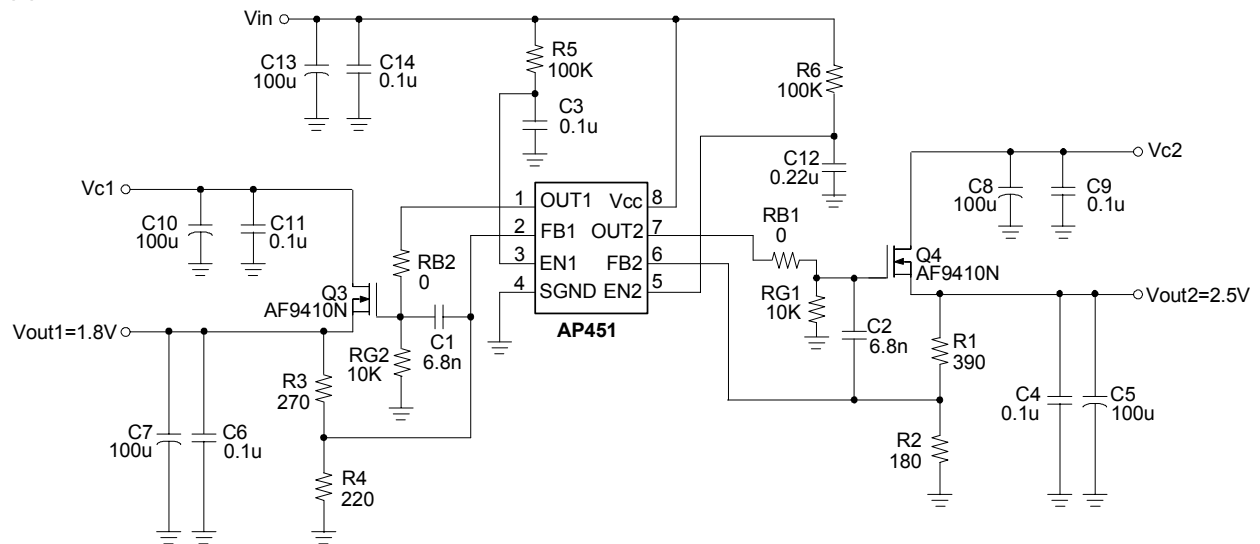 Vin
C13
100u
C14
0.1u
R5
100K
C3
0.1u
R6
100K
C12
0.22u
Vc1
C10
100u
C11
0.1u
RB2
0
1 OUT1 Vcc 8
2 FB1 OUT2 7
3 EN1 FB2 6
4 SGND EN2 5
AP451
RB1
0
RG1
10K
C2
6.8n
Vc2
C8
100u
C9
0.1u
Q4
AF9410N
Q3
AF9410N
Vout1=1.8V
C1
6.8n
RG2
10K
R3
270
C7
100u
C6
0.1u
R4
220
Vout2=2.5V
R1
390
C4
0.1u
C5
100u
R2
180